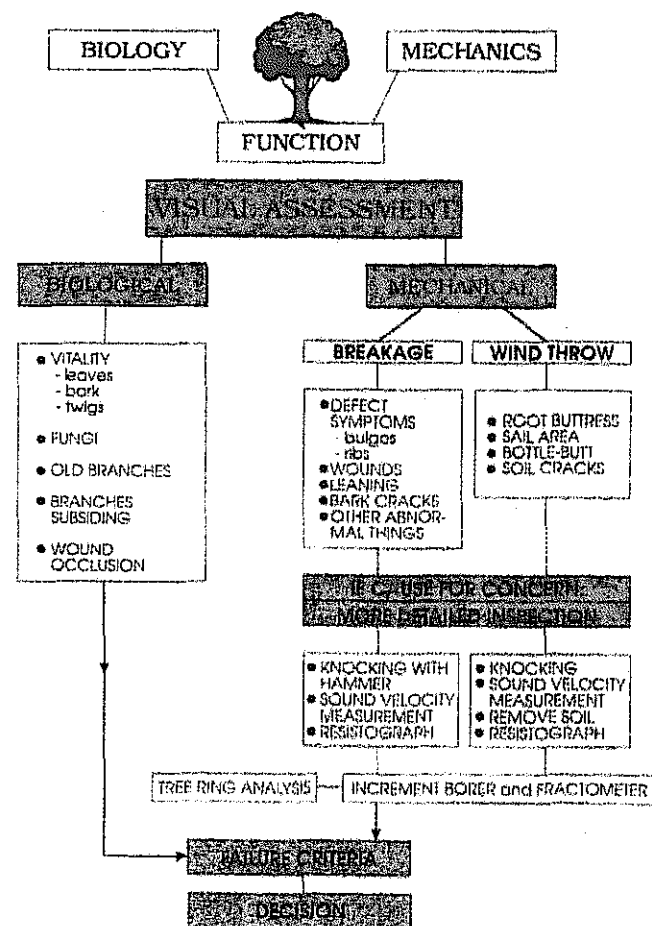 BIOLOGY
MECHANICS
FUNCTION
VISUAL ASSESSMENT
BIOLOGICAL
MECHANICAL
● VITALITY
- leaves
- bark
- twigs
● FUNGI
● OLD BRANCHES
● BRANCHES
SUBSIDING
● WOUND
OCCLUSION
BREAKAGE
● DEFECT
SYMPTOMS
- bulges
- ribs
● WOUNDS
● LEANING
● BARK CRACKS
● OTHER ABNOR-
MAL THINGS
WIND THROW
● ROOT BUTTRESS
● SAIL AREA
● BOTTLE-BUTT
● SOIL CRACKS
IF CAUSE FOR CONCERN
MORE DETAILED INSPECTION
● KNOCKING WITH
HAMMER
● SOUND VELOCITY
MEASUREMENT
● RESISTOGRAPH
● KNOCKING
● SOUND VELOCITY
MEASUREMENT
● REMOVE SOIL
● RESISTOGRAPH
TREE RING ANALYSIS
INCREMENT BORER and FRACTOMETER
FAILURE CRITERIA
DECISION